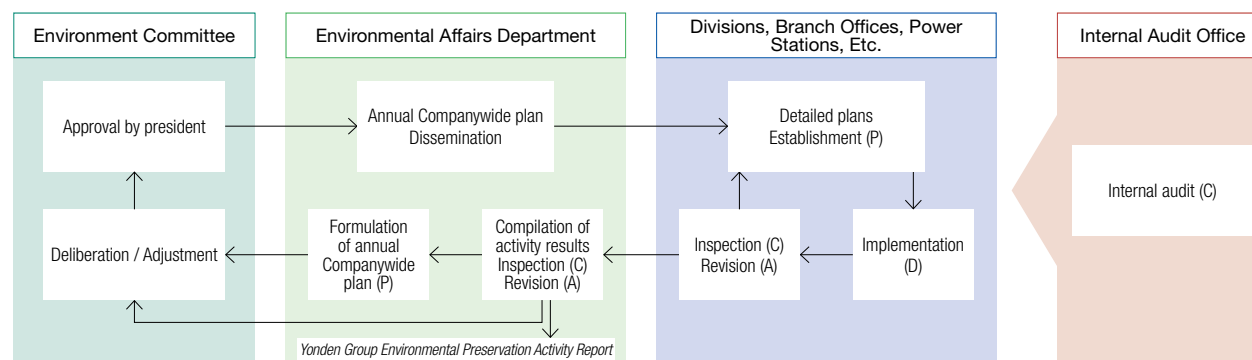 Environment Committee
Environmental Affairs Department
Divisions, Branch Offices, Power
Stations, Etc.
Internal Audit Office
Approval by president
Annual Companywide plan
Dissemination
Detailed plans
Establishment (P)
Internal audit (C)
Deliberation / Adjustment
Formulation
of annual
Companywide
plan (P)
Compilation of
activity results
Inspection (C)
Revision (A)
Inspection (C)
Revision (A)
Implementation
(D)
Yonden Group Environmental Preservation Activity Report